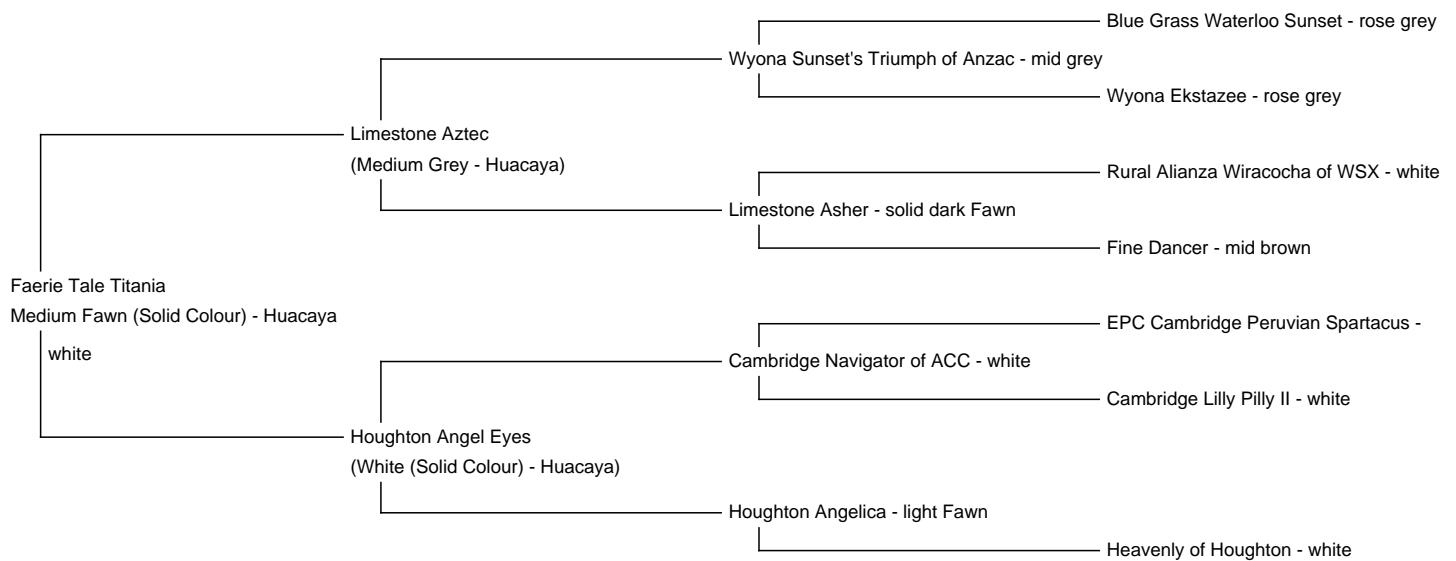 Blue Grass Waterloo Sunset - rose grey
Wyona Sunset's Triumph of Anzac - mid grey
Wyona Ekstazee - rose grey
Limestone Aztec
(Medium Grey - Huacaya)
Rural Alianza Wiracocha of WSX - white
Limestone Asher - solid dark Fawn
Fine Dancer - mid brown
Faerie Tale Titania
Medium Fawn (Solid Colour) - Huacaya
white
EPC Cambridge Peruvian Spartacus -
Cambridge Navigator of ACC - white
Cambridge Lilly Pilly II - white
Houghton Angel Eyes
(White (Solid Colour) - Huacaya)
Houghton Angelica - light Fawn
Heavenly of Houghton - white